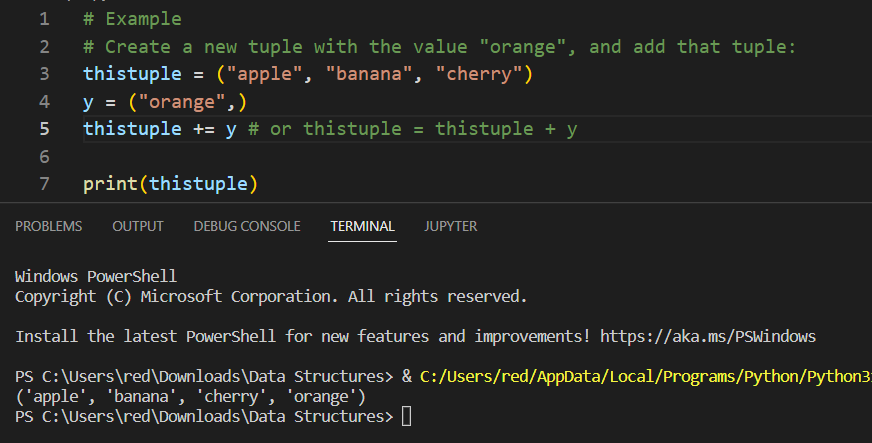 1 # Example
2 # Create a new tuple with the value "orange", and add that tuple:
3 thistuple = ("apple", "banana", "cherry")
4 y = ("orange",)
5 thistuple += y # or thistuple = thistuple + y
6
7 print(thistuple)
PROBLEMS OUTPUT DEBUG CONSOLE TERMINAL JUPYTER
Windows PowerShell
Copyright (C) Microsoft Corporation. All rights reserved.
Install the latest PowerShell for new features and improvements! https://aka.ms/PSWindows
PS C:\Users\red\Downloads\Data Structures> & C:/Users/red/AppData/Local/Programs/Python/Python3
('apple', 'banana', 'cherry', 'orange')
PS C:\Users\red\Downloads\Data Structures>